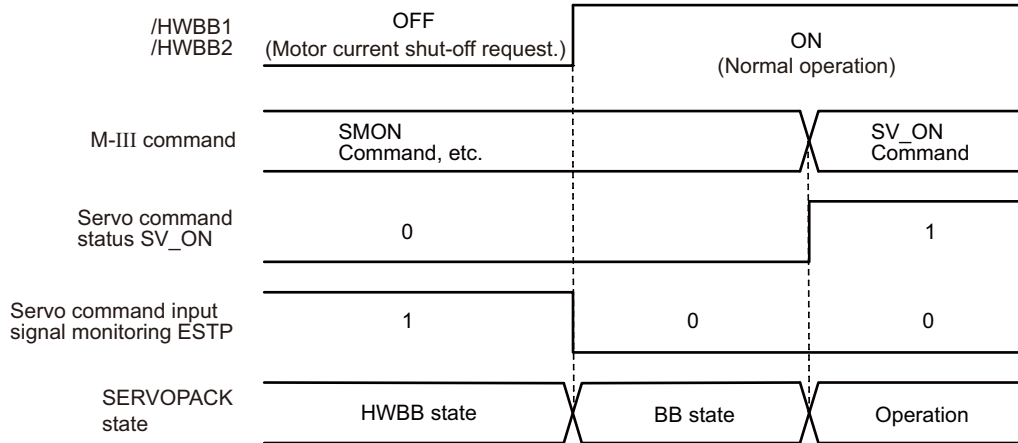 /HWBB1
/HWBB2
OFF
(Motor current shut-off request.)
ON
(Normal operation)
M-III command
SMON
Command, etc.
SV_ON
Command
Servo command
status SV_ON
0
1
Servo command input
signal monitoring ESTP
1
0
0
SERVOPACK
state
HWBB state
BB state
Operation